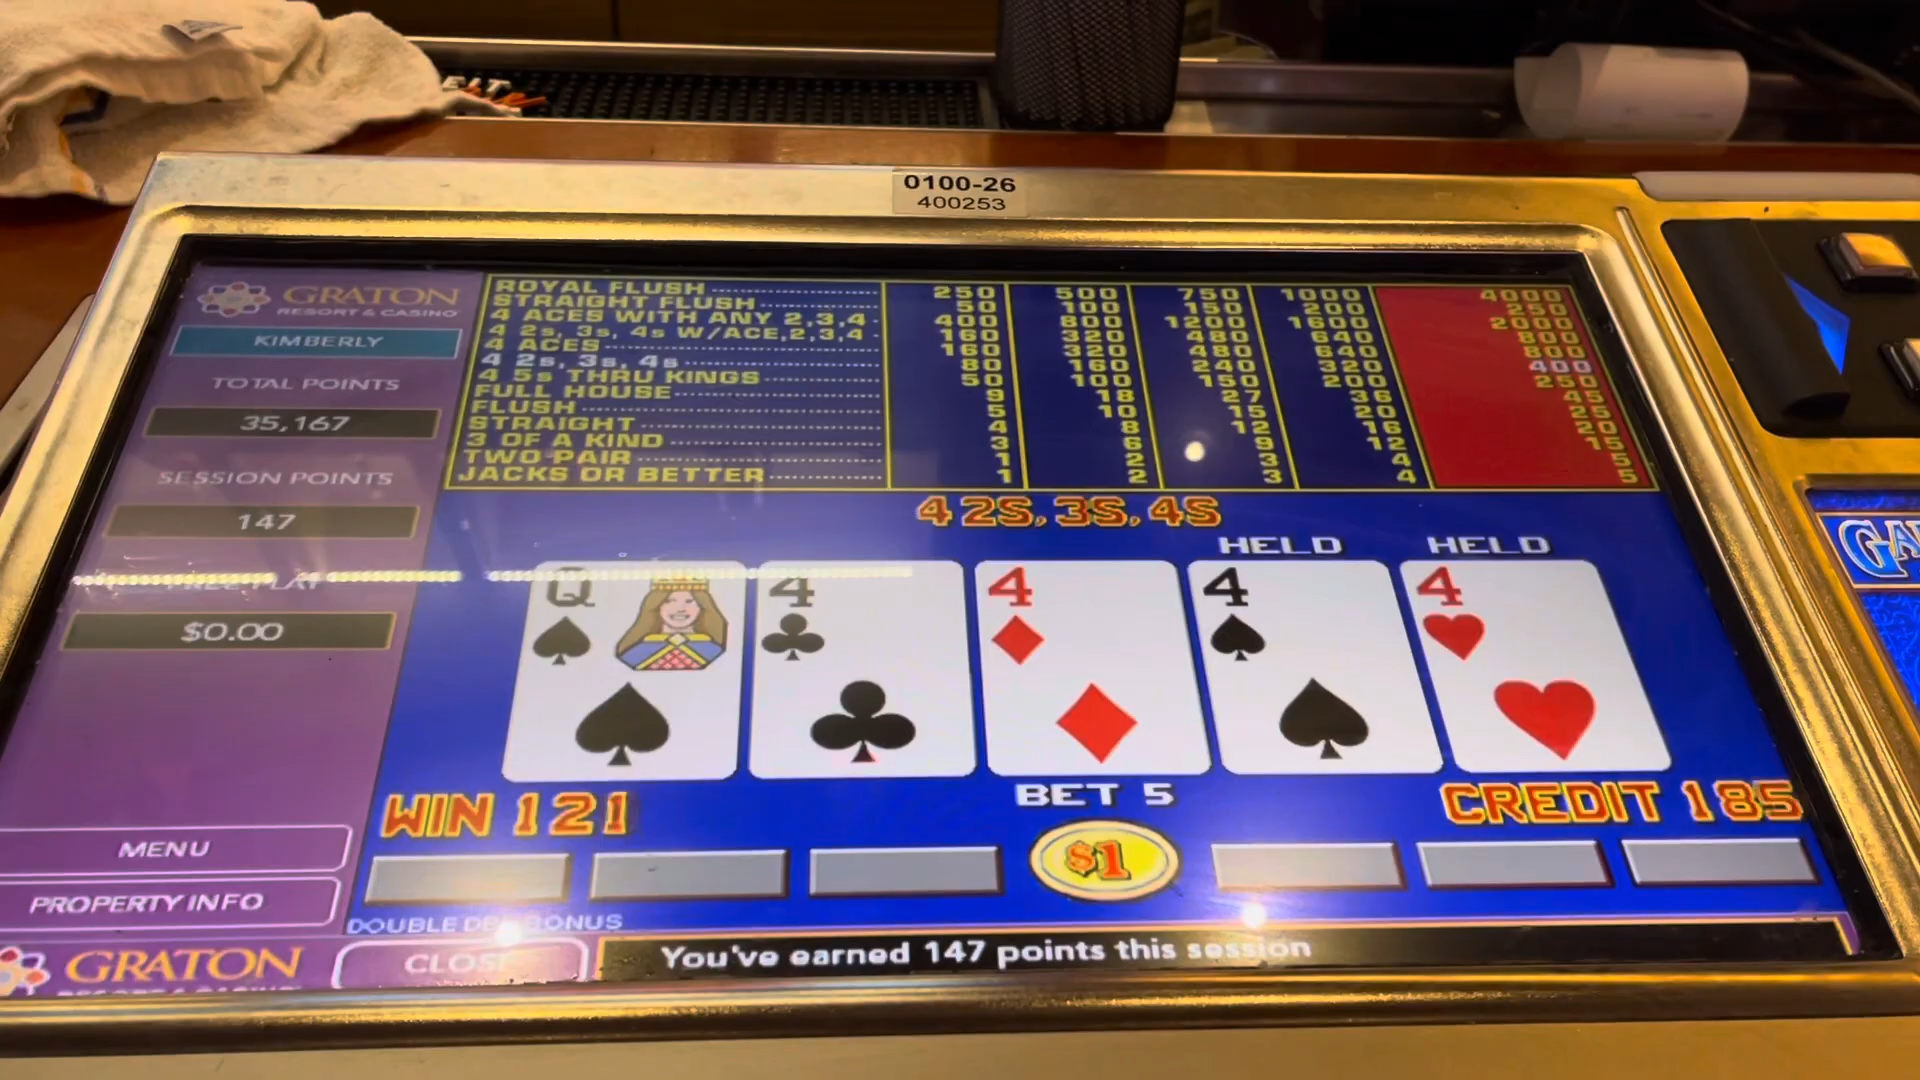 0100-26
400253
GRATON
RESORT & CASINO
KIMBERLY
TOTAL POINTS
35,167
SESSION POINTS
147
$0.00
MENU
PROPERTY INFO
GRATON
ROYAL FLUSH 250 500 750 1000 4000
STRAIGHT FLUSH 50 100 150 200 250
4 ACES WITH ANY 2,3,4 400 800 1200 1600 2000
4 2s, 3s, 4s W/ACE,2,3,4 160 320 480 640 800
4 ACES 160 320 480 640 800
4 2s, 3s, 4s 80 160 240 320 400
4 5s THRU KINGS 50 100 150 200 250
FULL HOUSE 9 18 27 36 45
FLUSH 5 10 15 20 25
STRAIGHT 4
3 OF A KIND 3 6 9 12 15
TWO PAIR 1 2 3 4 5
JACKS OR BETTER 1 2 3 4 5
4 2S, 3S, 4S
HELD HELD
Q 4 4 4 4
WIN 121
BET 5
CREDIT 185
$1
DOUBLE BONUS
You've earned 147 points this session